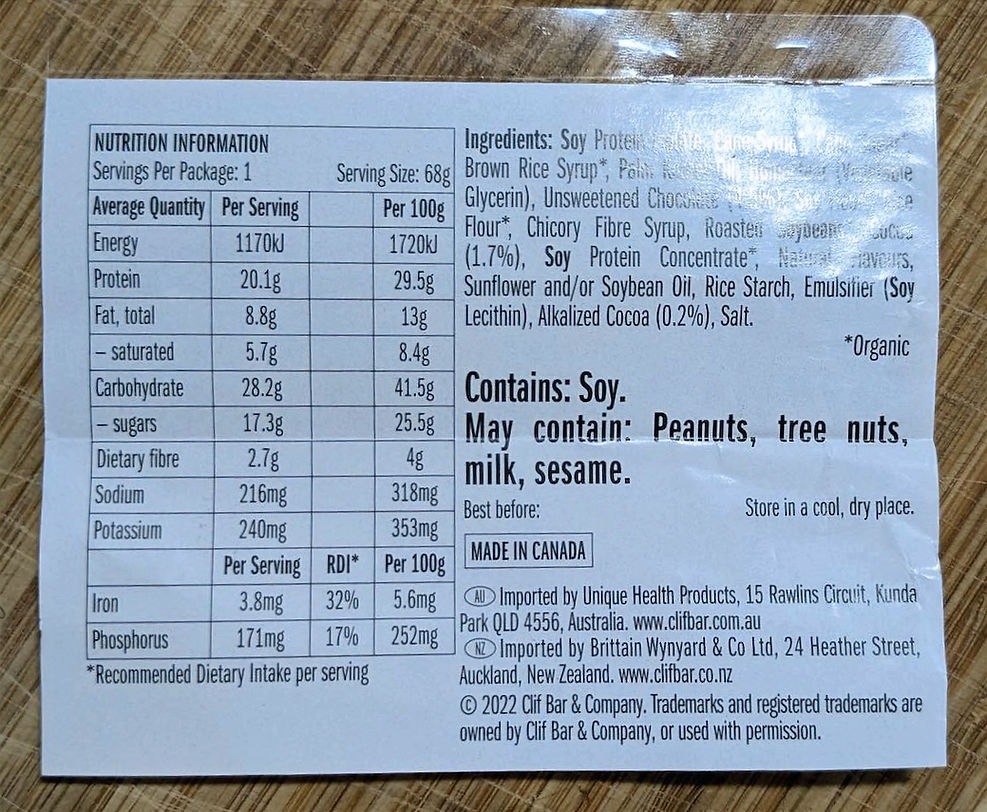 NUTRITION INFORMATION
Servings Per Package: 1 Serving Size: 68g
Average Quantity Per Serving Per 100g
Energy 1170kJ 1720kJ
Protein 20.1g 29.5g
Fat, total 8.8g 13g
– saturated 5.7g 8.4g
Carbohydrate 28.2g 41.5g
– sugars 17.3g 25.5g
Dietary fibre 2.7g 4g
Sodium 216mg 318mg
Potassium 240mg 353mg
Per Serving RDI* Per 100g
Iron 3.8mg 32% 5.6mg
Phosphorus 171mg 17% 252mg
*Recommended Dietary Intake per serving
Ingredients: Soy Protein
Brown Rice Syrup*, Palm
Glycerin), Unsweetened Chocolate
Flour*, Chicory Fibre Syrup, Roasted Soybeans
(1.7%), Soy Protein Concentrate*, Natural Flavours,
Sunflower and/or Soybean Oil, Rice Starch, Emulsifier (Soy
Lecithin), Alkalized Cocoa (0.2%), Salt.
*Organic
Contains: Soy.
May contain: Peanuts, tree nuts,
milk, sesame.
Best before: Store in a cool, dry place.
MADE IN CANADA
AU Imported by Unique Health Products, 15 Rawlins Circuit, Kunda
Park QLD 4556, Australia. www.clifbar.com.au
NZ Imported by Brittain Wynyard & Co Ltd, 24 Heather Street,
Auckland, New Zealand. www.clifbar.co.nz
© 2022 Clif Bar & Company. Trademarks and registered trademarks are
owned by Clif Bar & Company, or used with permission.